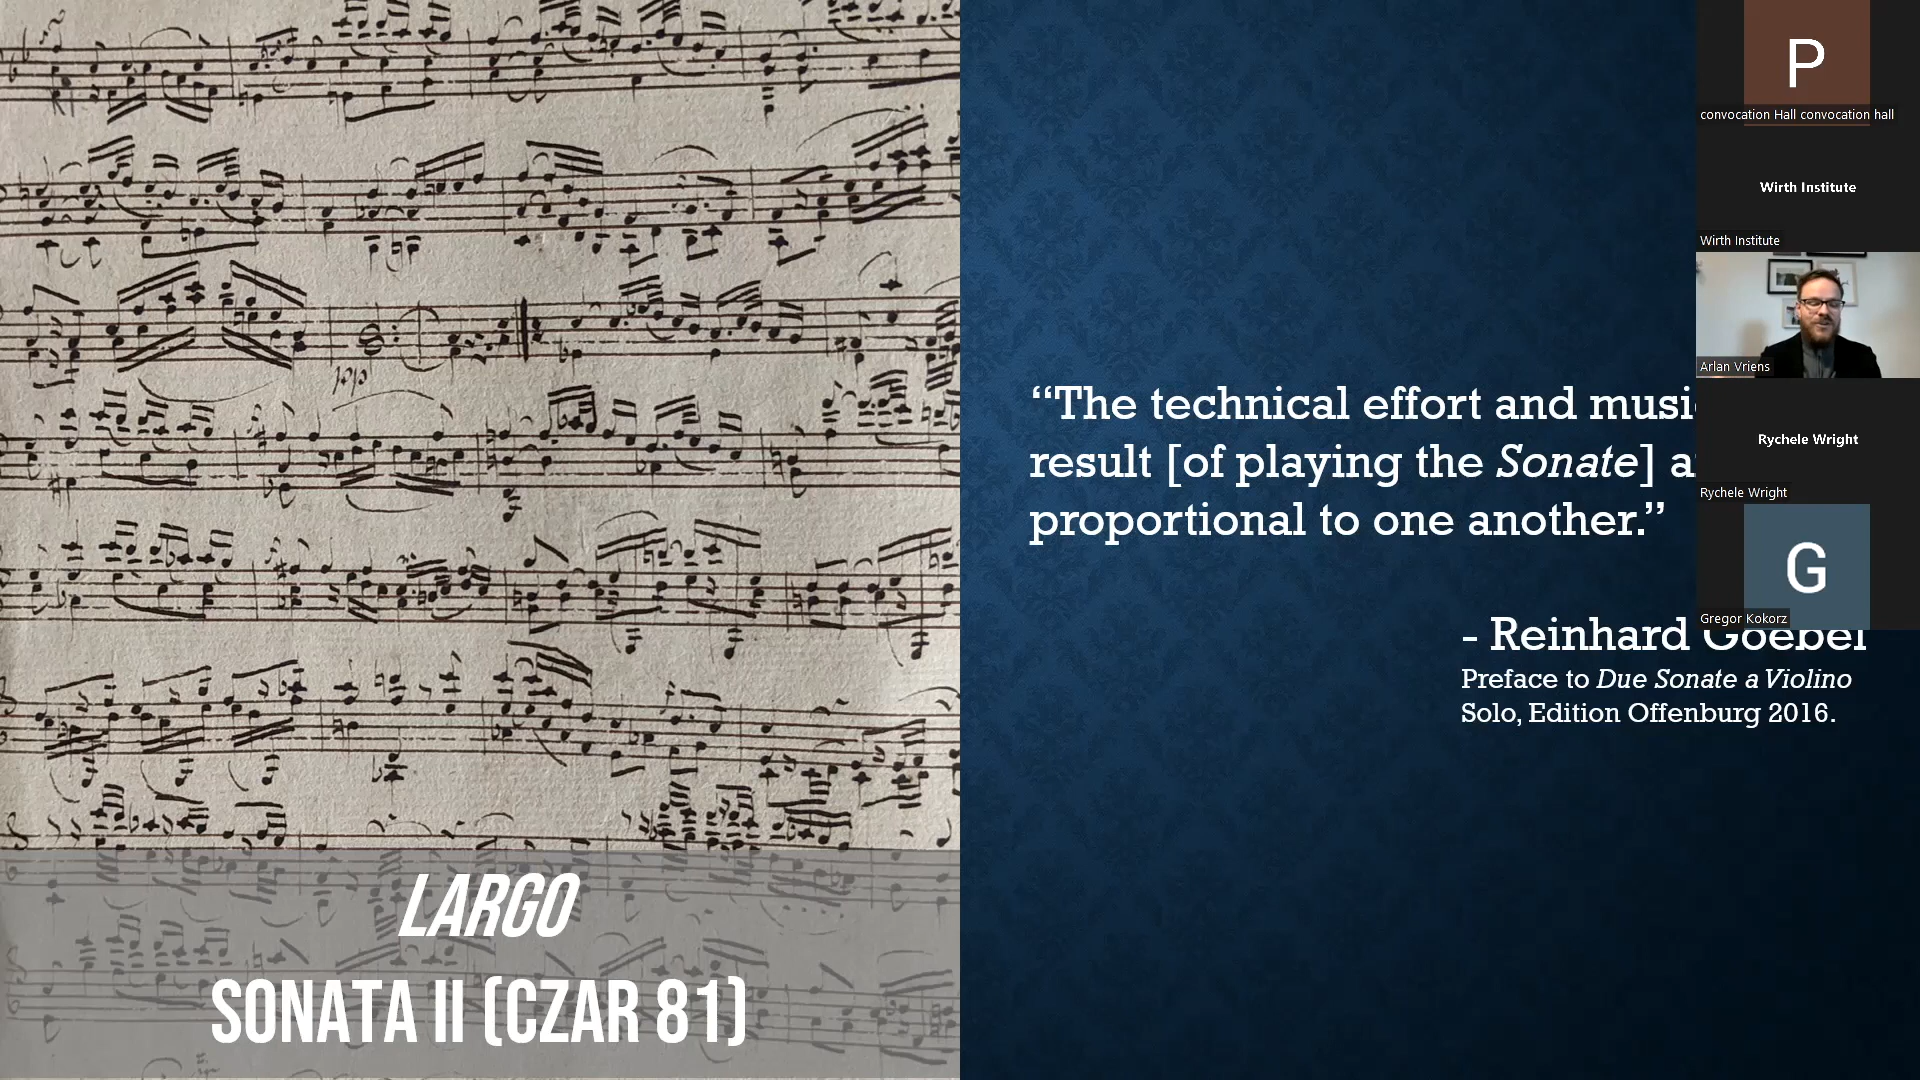 LARGO
SONATA II (CZAR 81)
“The technical effort and musi
result [of playing the Sonate] a
proportional to one another.”
- Reinhard Goebel
Preface to Due Sonate a Violino
Solo, Edition Offenburg 2016.
P
convocation Hall convocation hall
Wirth Institute
Wirth Institute
Arlan Vriens
Rychele Wright
Rychele Wright
G
Gregor Kokorz
pp